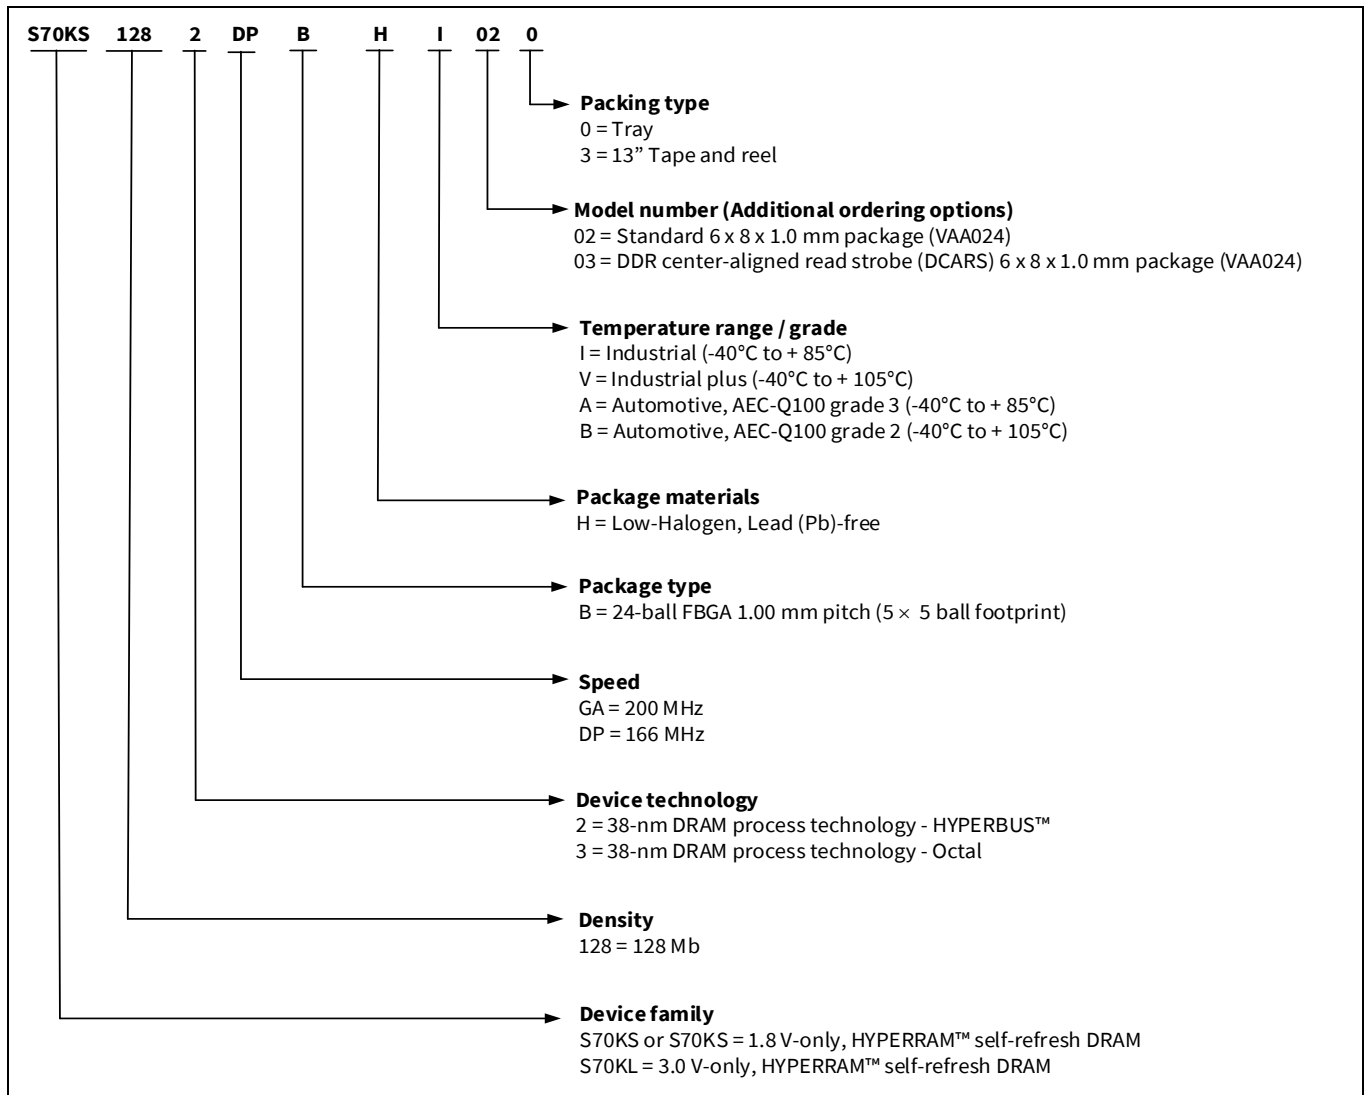 S70KS 128 2 DP B H I 02 0
Packing type
0 = Tray
3 = 13” Tape and reel
Model number (Additional ordering options)
02 = Standard 6 x 8 x 1.0 mm package (VAA024)
03 = DDR center-aligned read strobe (DCARS) 6 x 8 x 1.0 mm package (VAA024)
Temperature range / grade
I = Industrial (-40°C to + 85°C)
V = Industrial plus (-40°C to + 105°C)
A = Automotive, AEC-Q100 grade 3 (-40°C to + 85°C)
B = Automotive, AEC-Q100 grade 2 (-40°C to + 105°C)
Package materials
H = Low-Halogen, Lead (Pb)-free
Package type
B = 24-ball FBGA 1.00 mm pitch (5 × 5 ball footprint)
Speed
GA = 200 MHz
DP = 166 MHz
Device technology
2 = 38-nm DRAM process technology - HYPERBUS™
3 = 38-nm DRAM process technology - Octal
Density
128 = 128 Mb
Device family
S70KS or S70KS = 1.8 V-only, HYPERRAM™ self-refresh DRAM
S70KL = 3.0 V-only, HYPERRAM™ self-refresh DRAM